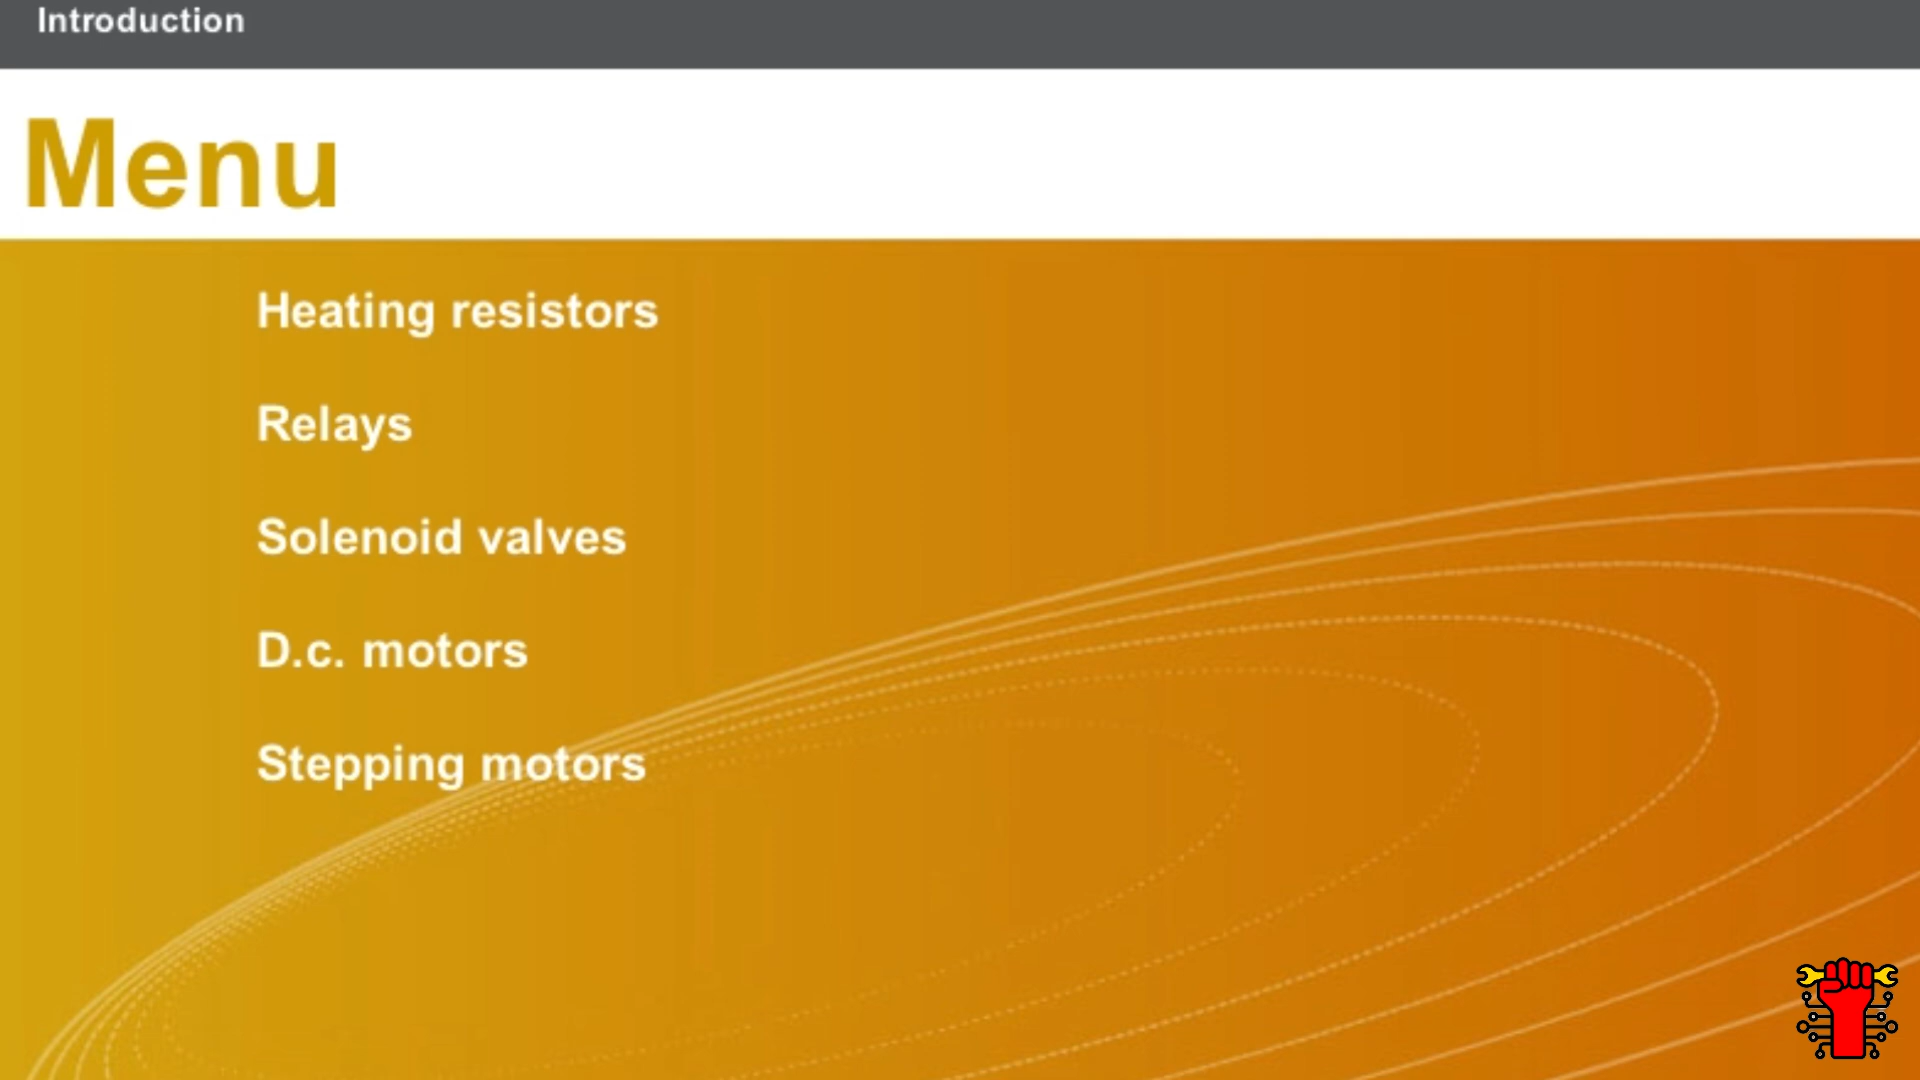 Introduction
Menu
Heating resistors
Relays
Solenoid valves
D.c. motors
Stepping motors